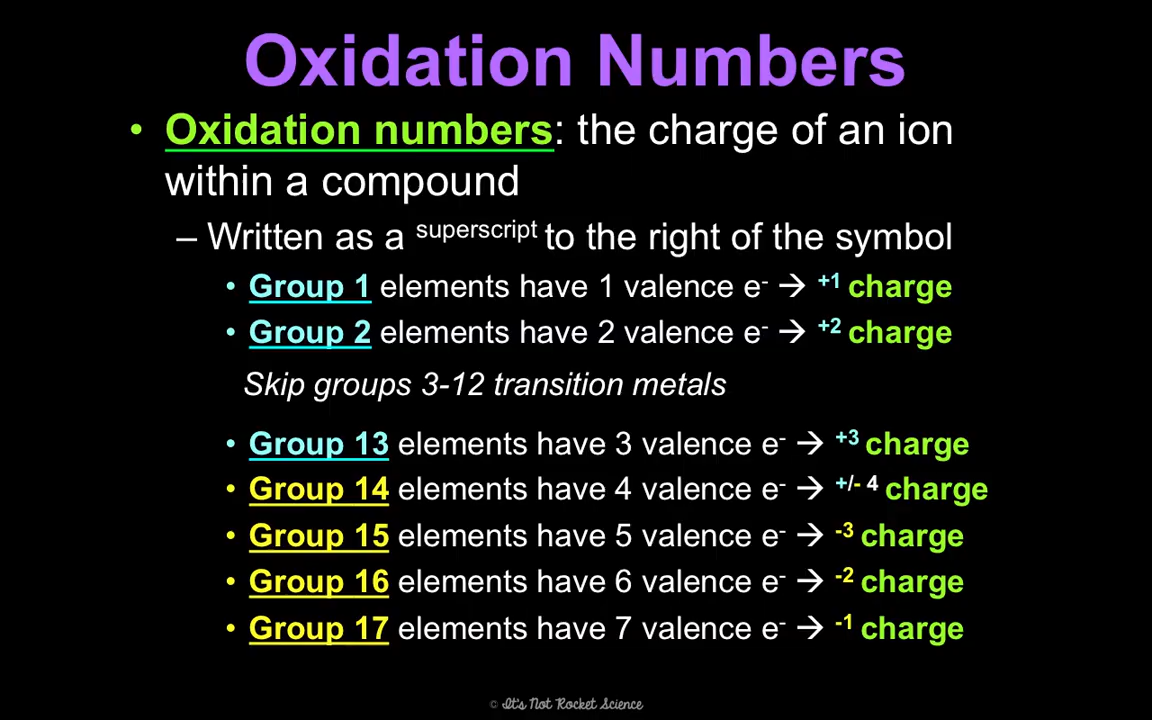 Oxidation Numbers
• Oxidation numbers: the charge of an ion
within a compound
– Written as a superscript to the right of the symbol
• Group 1 elements have 1 valence e- → +1 charge
• Group 2 elements have 2 valence e- → +2 charge
Skip groups 3-12 transition metals
• Group 13 elements have 3 valence e- → +3 charge
• Group 14 elements have 4 valence e- → +/- 4 charge
• Group 15 elements have 5 valence e- → -3 charge
• Group 16 elements have 6 valence e- → -2 charge
• Group 17 elements have 7 valence e- → -1 charge
© It's Not Rocket Science